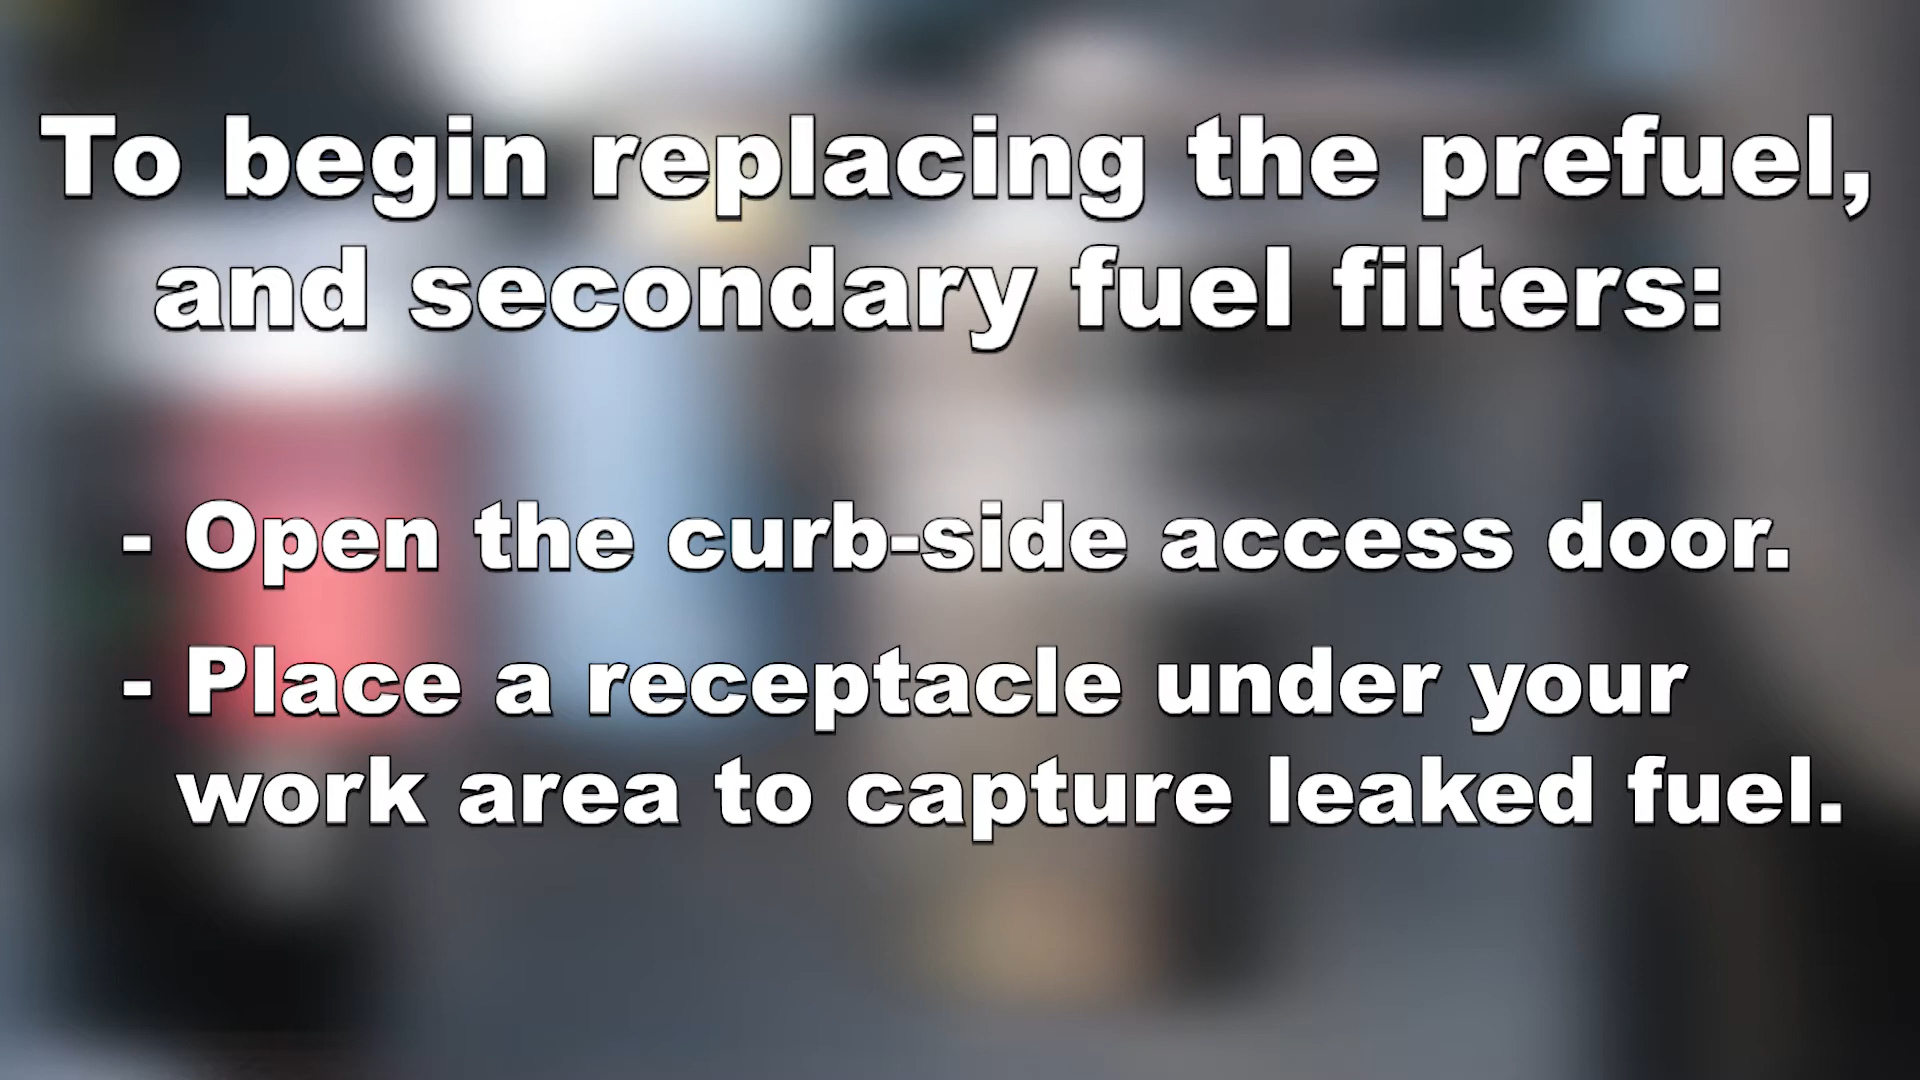 To begin replacing the prefuel,
and secondary fuel filters:
- Open the curb-side access door.
- Place a receptacle under your
work area to capture leaked fuel.